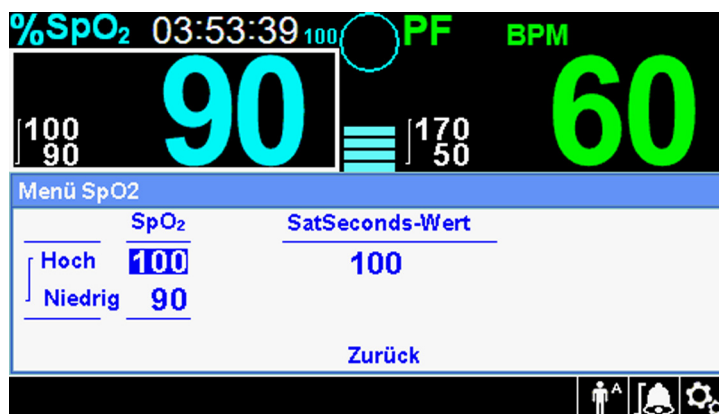 %SpO₂ 03:53:39 100 PF BPM
100
90
90
170
50
60
Menü SpO2
SpO₂ SatSeconds-Wert
Hoch 100 100
Niedrig 90
Zurück
A